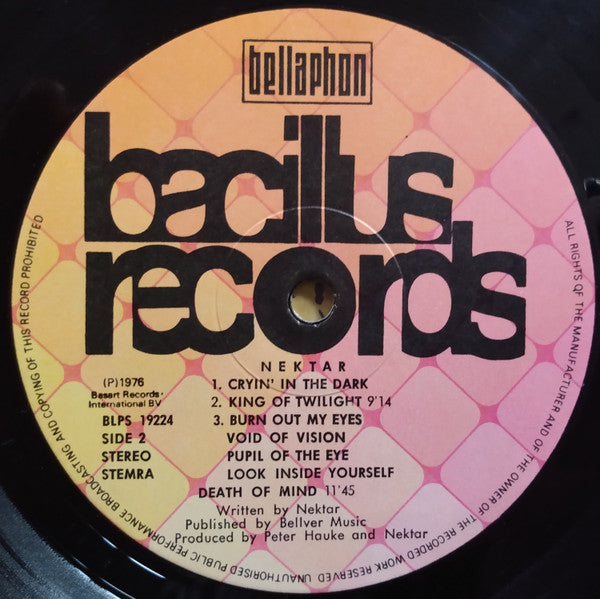 bellaphon
bacillus
records
NEKTAR
(P)1976
Basart Records-
International BV
BLPS 19224
SIDE 2
STEREO
STEMRA
1. CRYIN' IN THE DARK
2. KING OF TWILIGHT 9'14
3. BURN OUT MY EYES
VOID OF VISION
PUPIL OF THE EYE
LOOK INSIDE YOURSELF
DEATH OF MIND 11'45
Written by Nektar
Published by Bellver Music
Produced by Peter Hauke and Nektar
ALL RIGHTS OF THE MANUFACTURER AND OF THE OWNER OF THE RECORDED WORK RESERVED UNAUTHORISED PUBLIC PERFORMANCE BROADCASTING AND COPYING OF THIS RECORD PROHIBITED